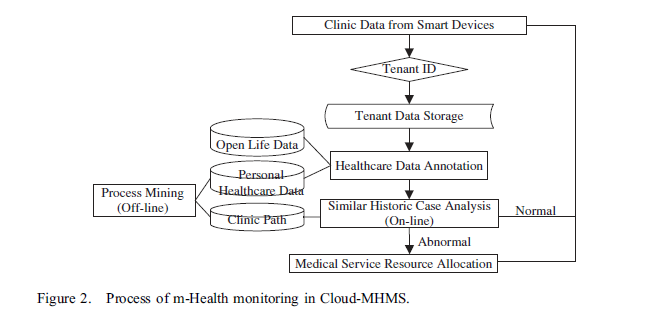 Clinic Data from Smart Devices
Tenant ID
Tenant Data Storage
Open Life Data
Healthcare Data Annotation
Personal
Healthcare Data
Process Mining
(Off-line)
Clinic Path
Similar Historic Case Analysis
(On-line)
Normal
Abnormal
Medical Service Resource Allocation
Figure 2. Process of m-Health monitoring in Cloud-MHMS.